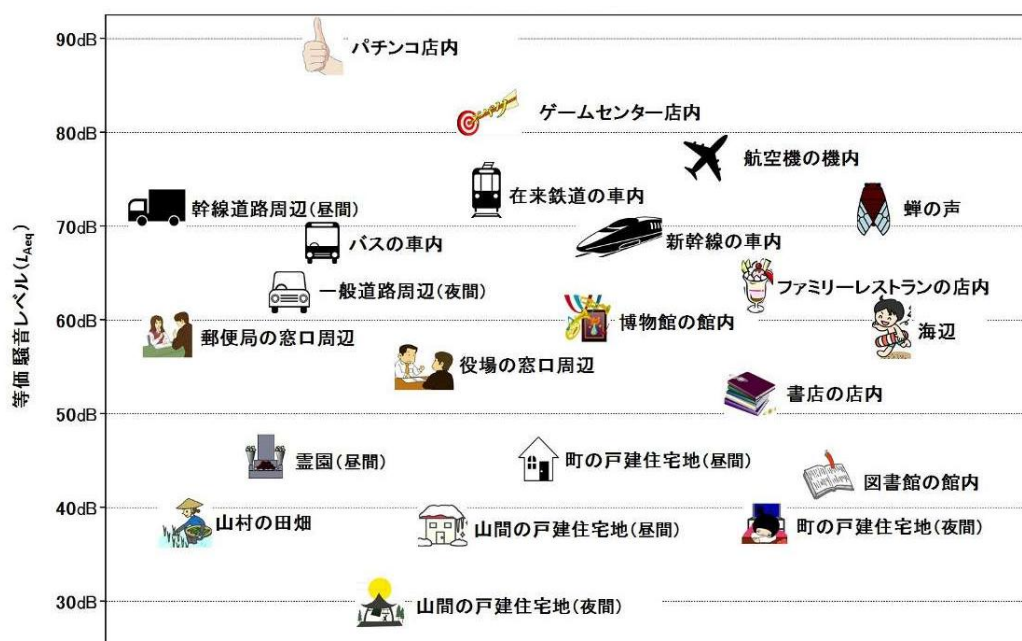 等価騒音レベル(LAeq)
90dB
パチンコ店内
ゲームセンター店内
80dB
航空機の機内
在来鉄道の車内
幹線道路周辺(昼間)
蝉の声
70dB
バスの車内
新幹線の車内
一般道路周辺(夜間)
ファミリーレストランの店内
60dB
博物館の館内
海辺
郵便局の窓口周辺
役場の窓口周辺
書店の店内
50dB
霊園(昼間)
町の戸建住宅地(昼間)
図書館の館内
40dB
山村の田畑
山間の戸建住宅地(昼間)
町の戸建住宅地(夜間)
30dB
山間の戸建住宅地(夜間)